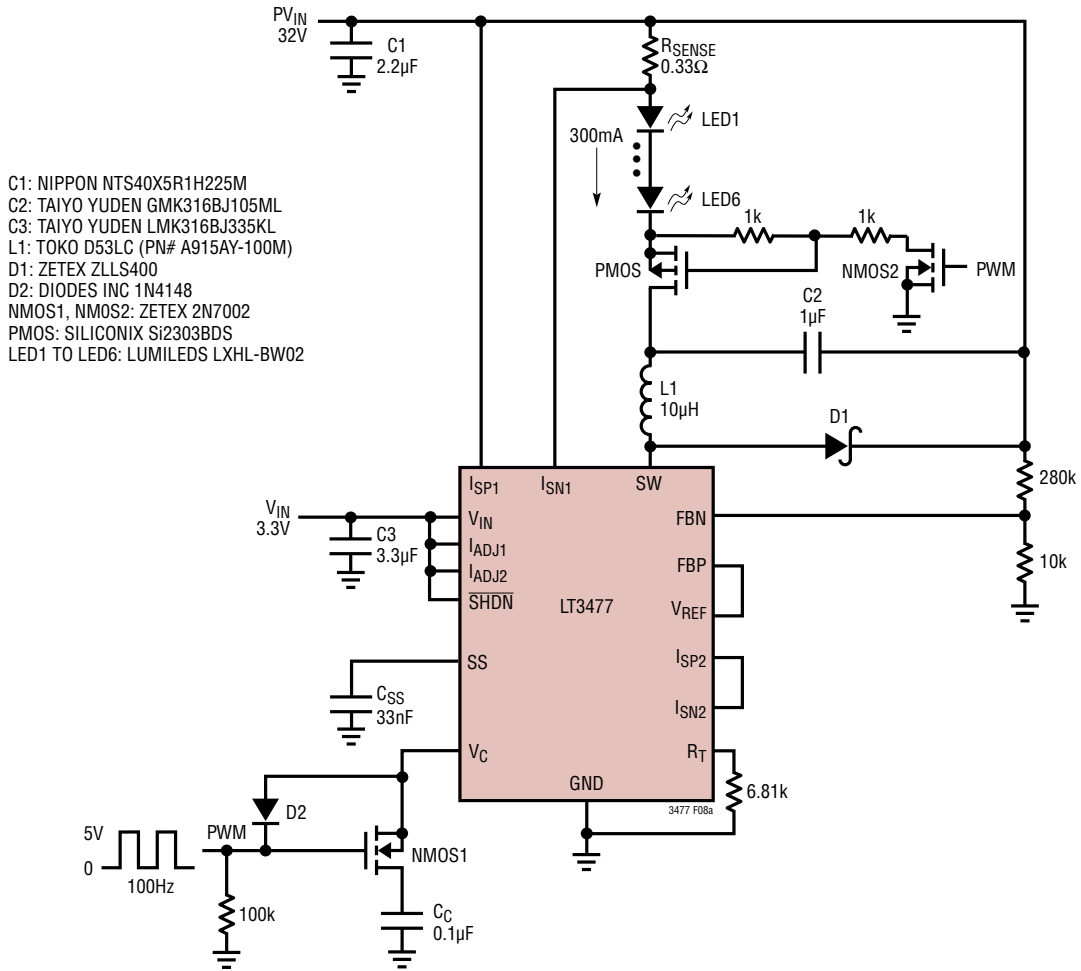 PVIN
32V
C1
2.2µF
RSENSE
0.33Ω
LED1
300mA
LED6
1k
1k
PMOS
NMOS2
PWM
C2
1µF
C1: NIPPON NTS40X5R1H225M
C2: TAIYO YUDEN GMK316BJ105ML
C3: TAIYO YUDEN LMK316BJ335KL
L1: TOKO D53LC (PN# A915AY-100M)
D1: ZETEX ZLLS400
D2: DIODES INC 1N4148
NMOS1, NM0S2: ZETEX 2N7002
PMOS: SILICONIX Si2303BDS
LED1 TO LED6: LUMILEDS LXHL-BW02
L1
10µH
D1
280k
10k
ISP1
ISN1
SW
VIN
3.3V
C3
3.3µF
VIN
IADJ1
IADJ2
SHDN
FBN
FBP
VREF
LT3477
SS
CSS
33nF
ISP2
ISN2
VC
RT
GND
6.81k
3477 F08a
D2
5V
0
100Hz
PWM
NMOS1
100k
CC
0.1µF